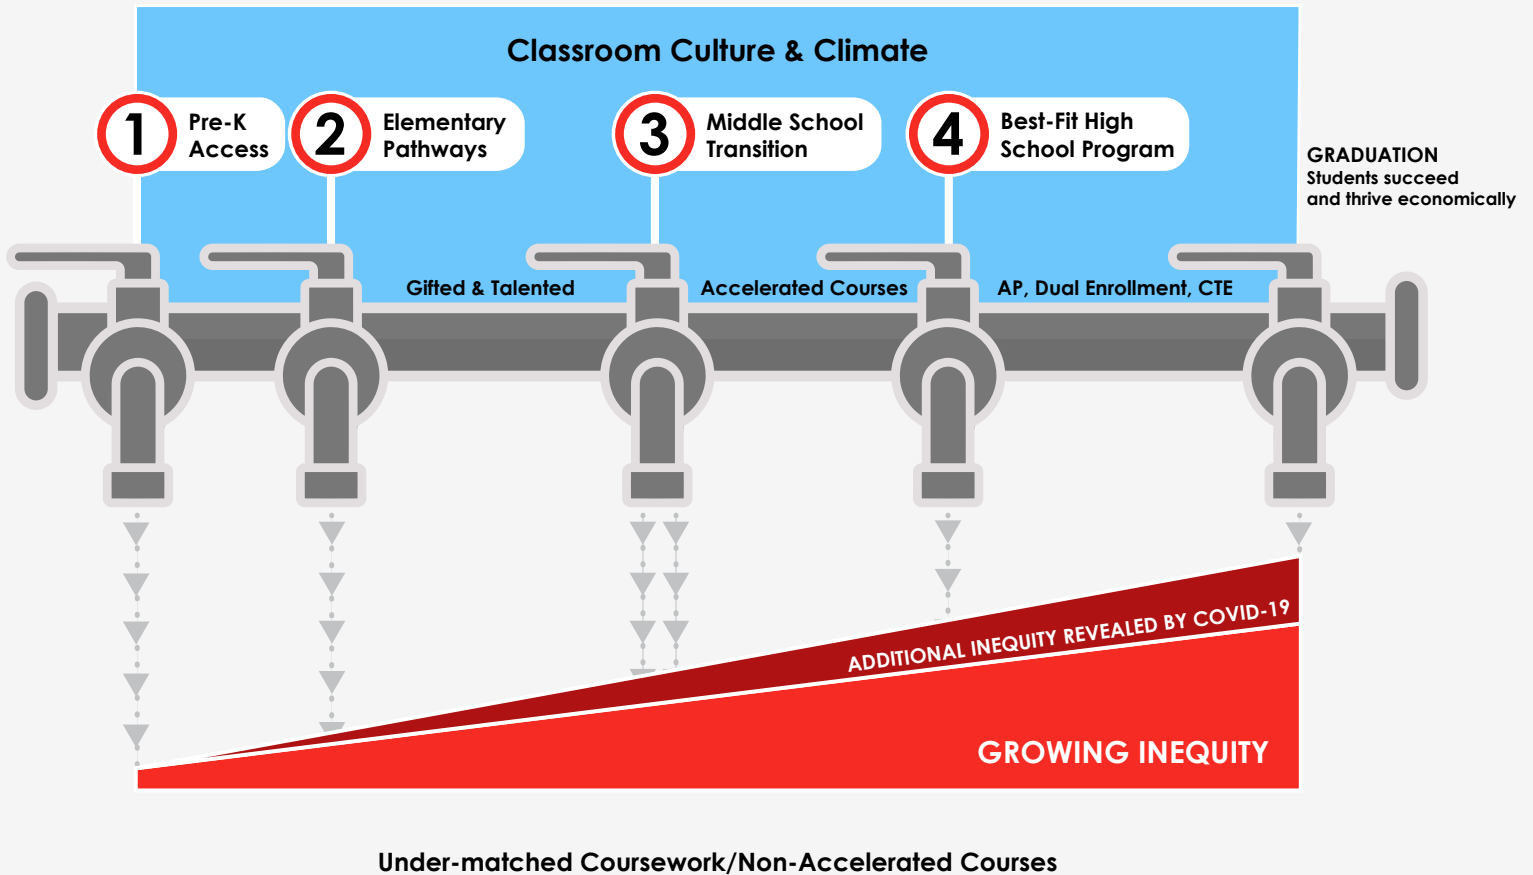 Classroom Culture & Climate
1
Pre-K
Access
2
Elementary
Pathways
3
Middle School
Transition
4
Best-Fit High
School Program
GRADUATION
Students succeed
and thrive economically
Gifted & Talented
Accelerated Courses
AP, Dual Enrollment, CTE
ADDITIONAL INEQUITY REVEALED BY COVID-19
GROWING INEQUITY
Under-matched Coursework/Non-Accelerated Courses